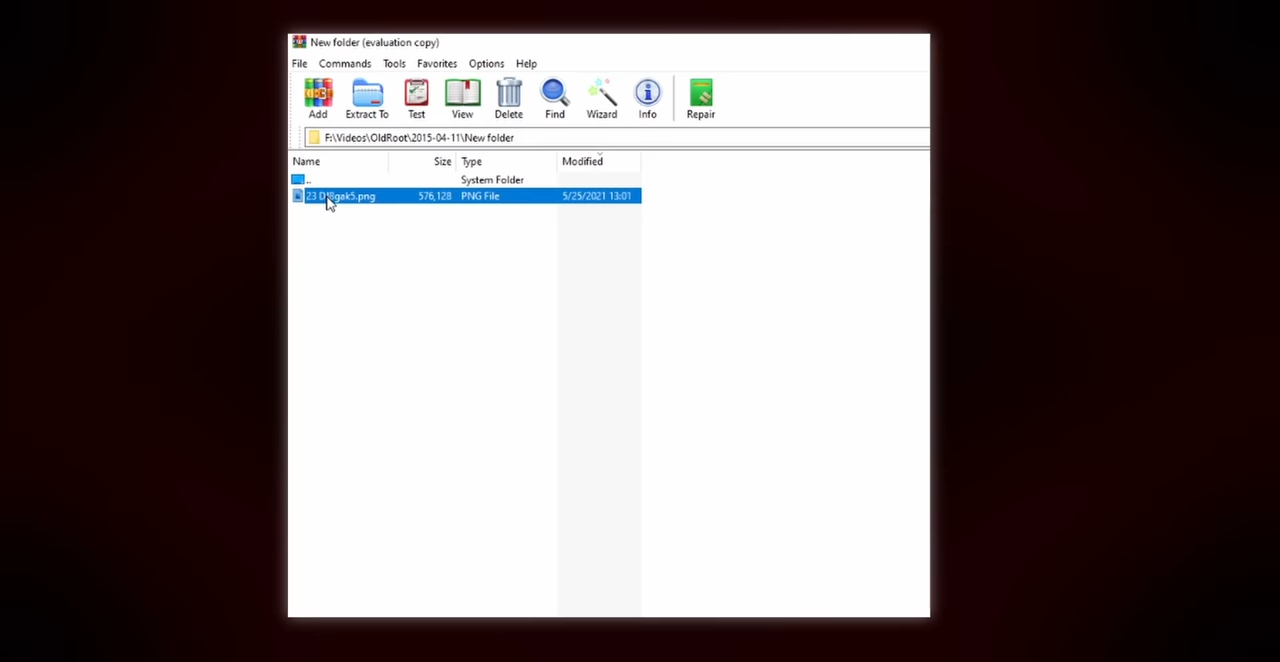 New folder (evaluation copy)
File Commands Tools Favorites Options Help
Add Extract To Test View Delete Find Wizard Info Repair
F:\Videos\OldRoot\2015-04-11\New folder
Name Size Type Modified
.. System Folder
23 576,128 PNG File 5/25/2021 13:01